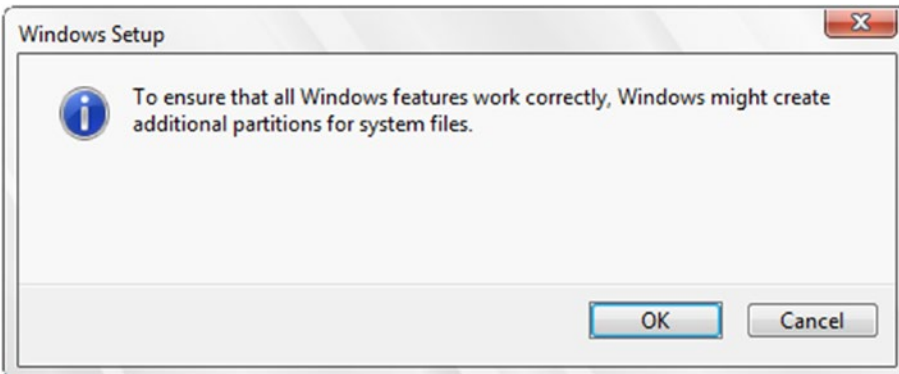 Windows Setup
To ensure that all Windows features work correctly, Windows might create
additional partitions for system files.
OK
Cancel